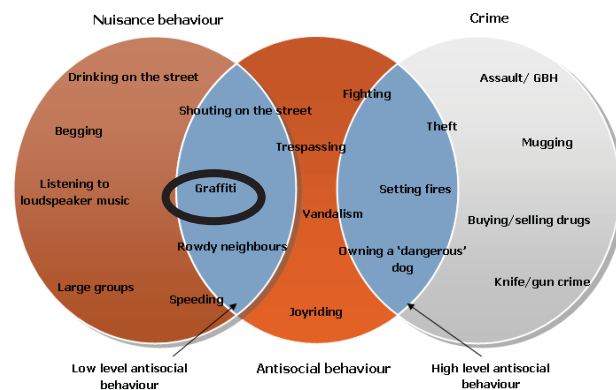 Nuisance behaviour
Crime
Drinking on the street
Assault/ GBH
Fighting
Shouting on the street
Theft
Begging
Mugging
Trespassing
Listening to
loudspeaker music
Graffiti
Setting fires
Vandalism
Buying/selling drugs
Rowdy neighbours
Owning a ‘dangerous’
dog
Large groups
Knife/gun crime
Speeding
Joyriding
Low level antisocial
behaviour
Antisocial behaviour
High level antisocial
behaviour